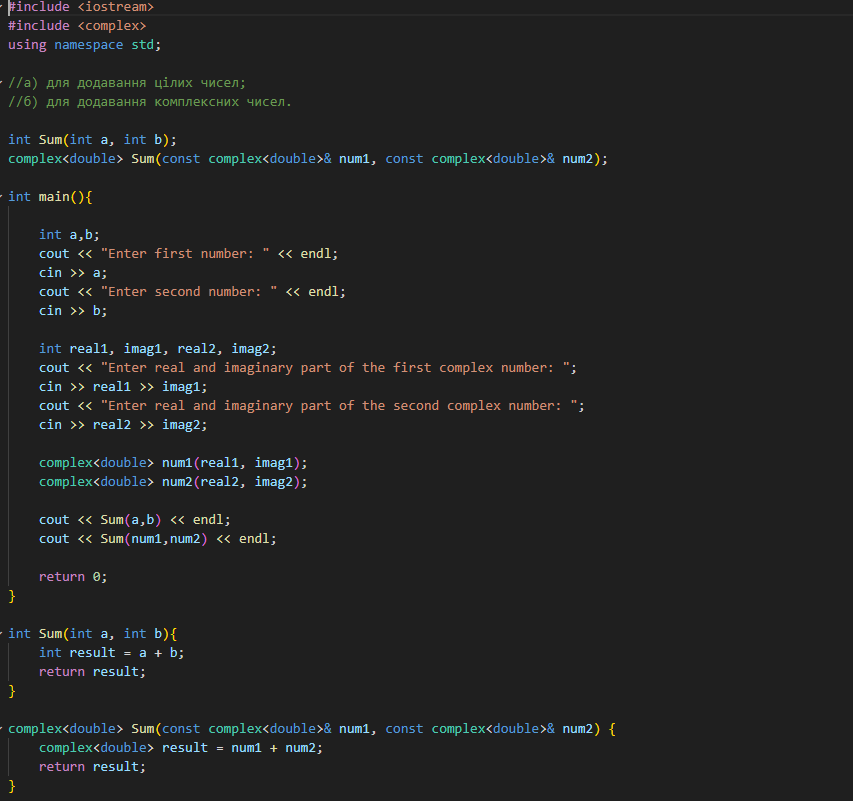 #include <iostream>
#include <complex>
using namespace std;

//а) для додавання цілих чисел;
//б) для додавання комплексних чисел.

int Sum(int a, int b);
complex<double> Sum(const complex<double>& num1, const complex<double>& num2);

int main(){

    int a,b;
    cout << "Enter first number: " << endl;
    cin >> a;
    cout << "Enter second number: " << endl;
    cin >> b;

    int real1, imag1, real2, imag2;
    cout << "Enter real and imaginary part of the first complex number: ";
    cin >> real1 >> imag1;
    cout << "Enter real and imaginary part of the second complex number: ";
    cin >> real2 >> imag2;

    complex<double> num1(real1, imag1);
    complex<double> num2(real2, imag2);

    cout << Sum(a,b) << endl;
    cout << Sum(num1,num2) << endl;

    return 0;
}

int Sum(int a, int b){
    int result = a + b;
    return result;
}

complex<double> Sum(const complex<double>& num1, const complex<double>& num2) {
    complex<double> result = num1 + num2;
    return result;
}